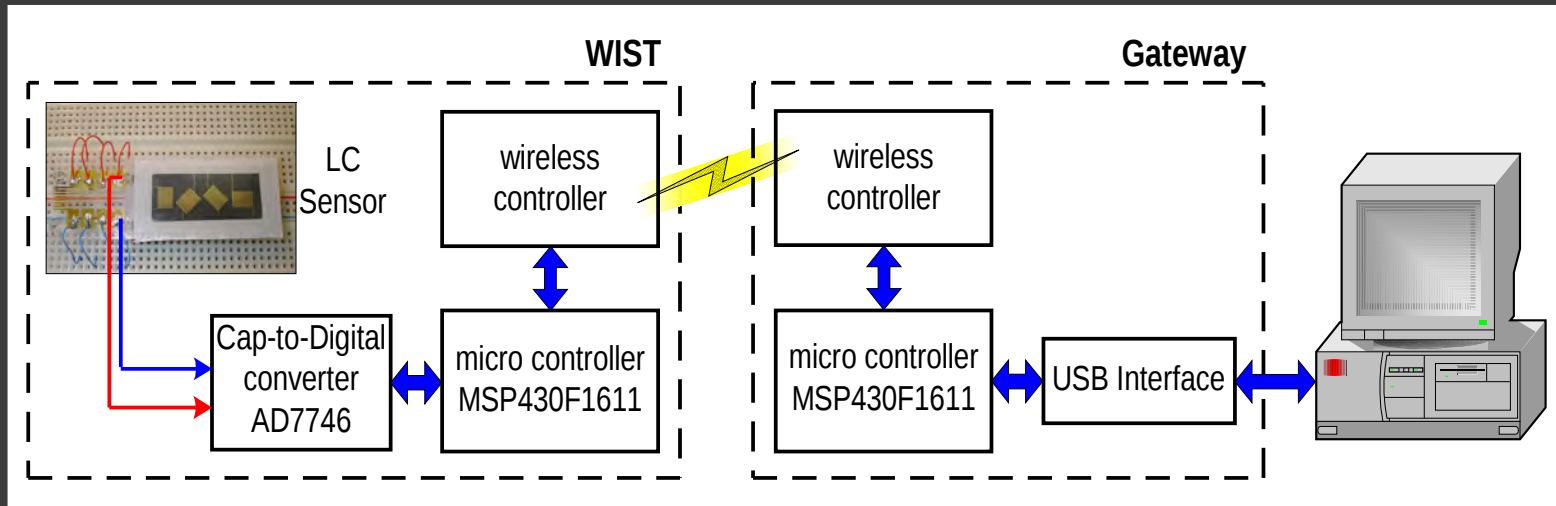 WIST
Gateway
LC
Sensor
wireless
controller
wireless
controller
Cap-to-Digital
converter
AD7746
micro controller
MSP430F1611
micro controller
MSP430F1611
USB Interface